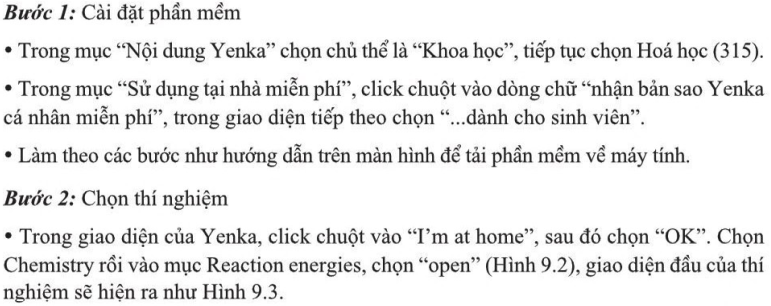 Bước 1: Cài đặt phần mềm
• Trong mục “Nội dung Yenka” chọn chủ thể là “Khoa học”, tiếp tục chọn Hoá học (315).
• Trong mục “Sử dụng tại nhà miễn phí”, click chuột vào dòng chữ “nhận bản sao Yenka
cá nhân miễn phí”, trong giao diện tiếp theo chọn “...dành cho sinh viên”.
• Làm theo các bước như hướng dẫn trên màn hình để tải phần mềm về máy tính.
Bước 2: Chọn thí nghiệm
• Trong giao diện của Yenka, click chuột vào “I’m at home”, sau đó chọn “OK”. Chọn
Chemistry rồi vào mục Reaction energies, chọn “open” (Hình 9.2), giao diện đầu của thí
nghiệm sẽ hiện ra như Hình 9.3.